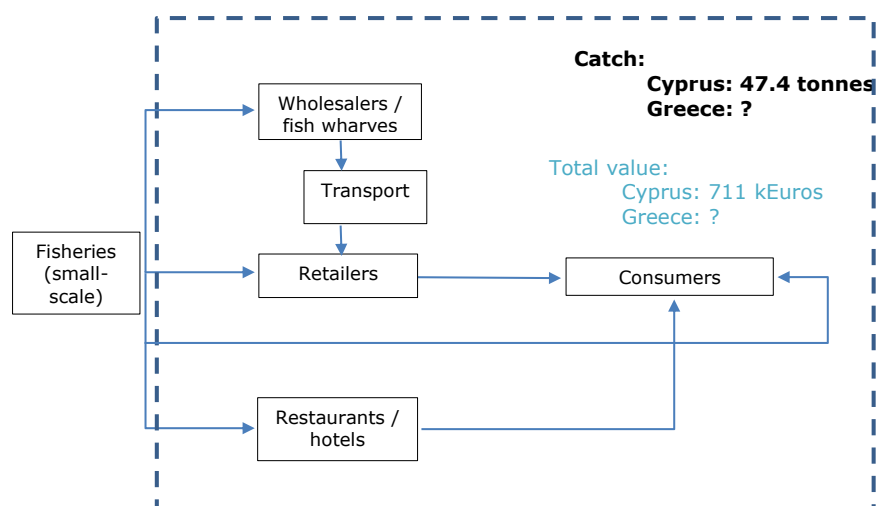 Catch:
Cyprus: 47.4 tonnes
Greece: ?
Wholesalers /
fish wharves
Total value:
Cyprus: 711 kEuros
Greece: ?
Transport
Fisheries
(small-
scale)
Retailers
Consumers
Restaurants /
hotels